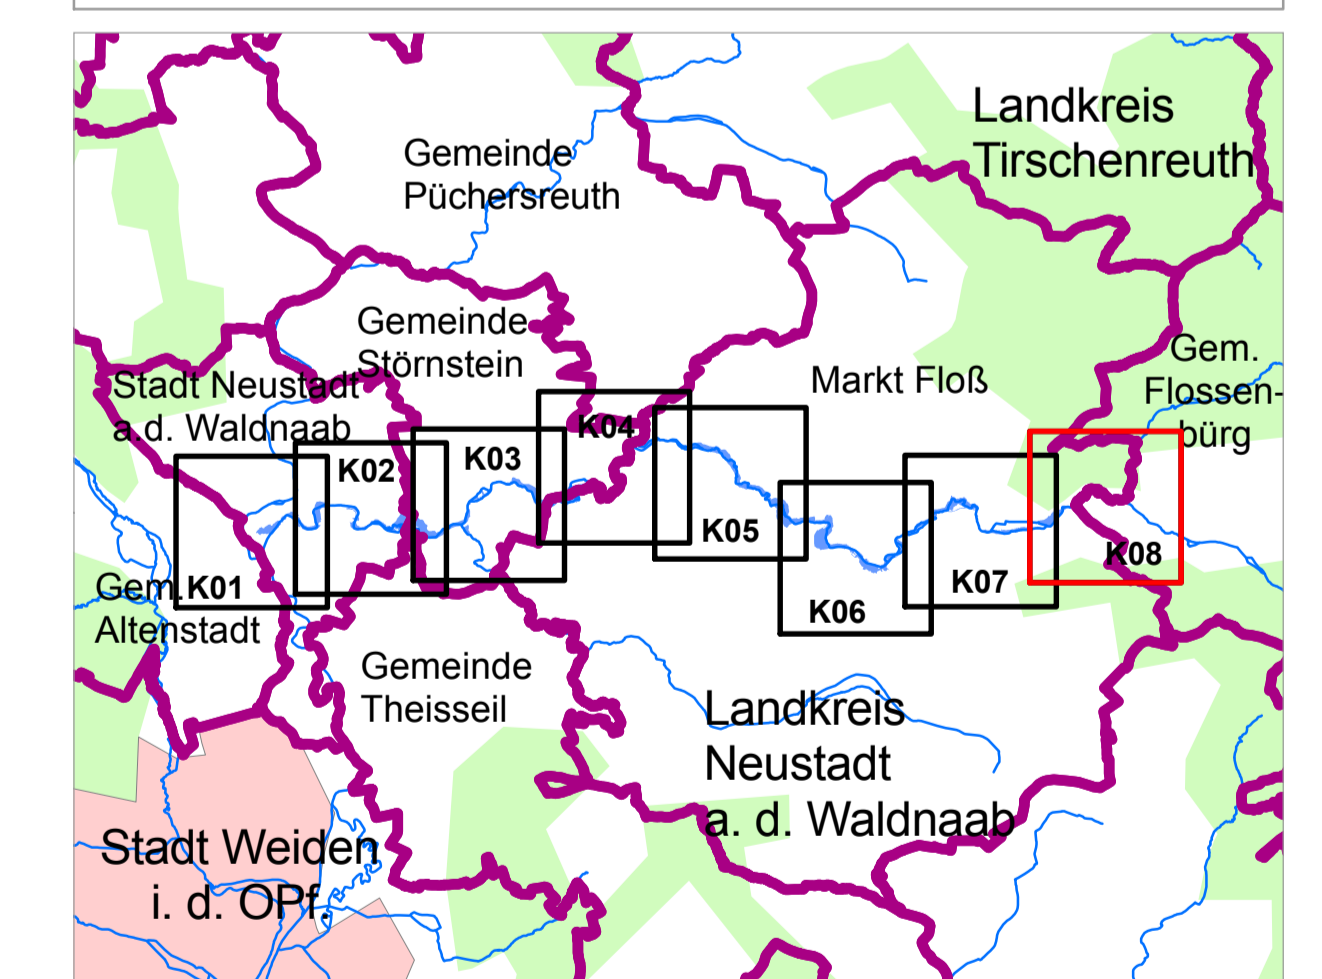 Landkreis
Tirschenreuth
Gemeinde
Püchersreuth
Gemeinde
Störnstein
Gem.
Flossen-
bürg
Markt Floß
Stadt Neustadt
a.d. Waldnaab
K04
K03
K02
K05
K08
K07
K01
K06
Gem.
Altenstadt
Gemeinde
Theisseil
Landkreis
Neustadt
a. d. Waldnaab
Stadt Weiden
i. d. OPf.